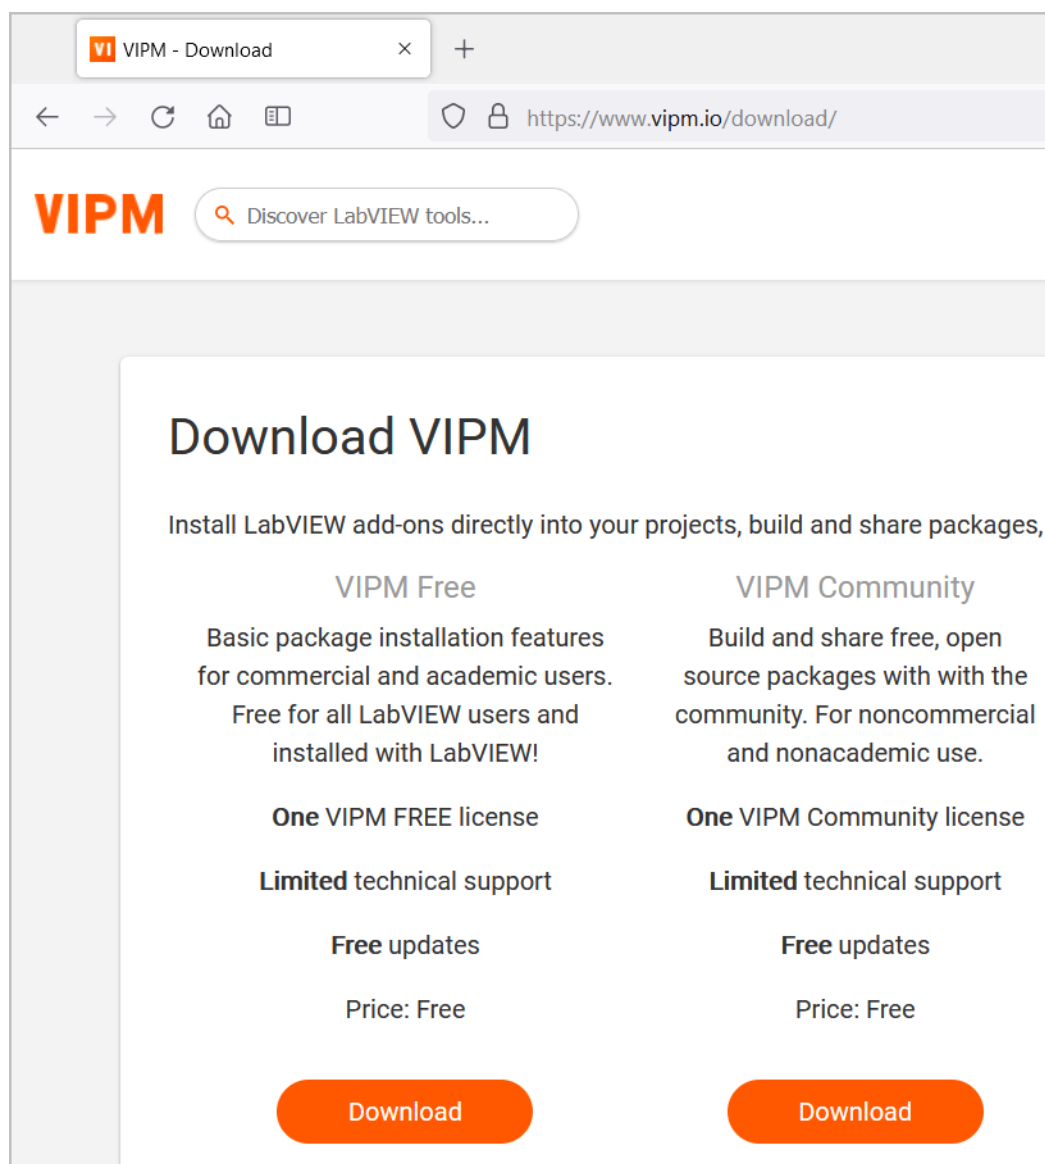 VI VIPM - Download
https://www.vipm.io/download/
VIPM
Discover LabVIEW tools...
Download VIPM
Install LabVIEW add-ons directly into your projects, build and share packages,
VIPM Free
Basic package installation features
for commercial and academic users.
Free for all LabVIEW users and
installed with LabVIEW!
One VIPM FREE license
Limited technical support
Free updates
Price: Free
Download
VIPM Community
Build and share free, open
source packages with with the
community. For noncommercial
and nonacademic use.
One VIPM Community license
Limited technical support
Free updates
Price: Free
Download